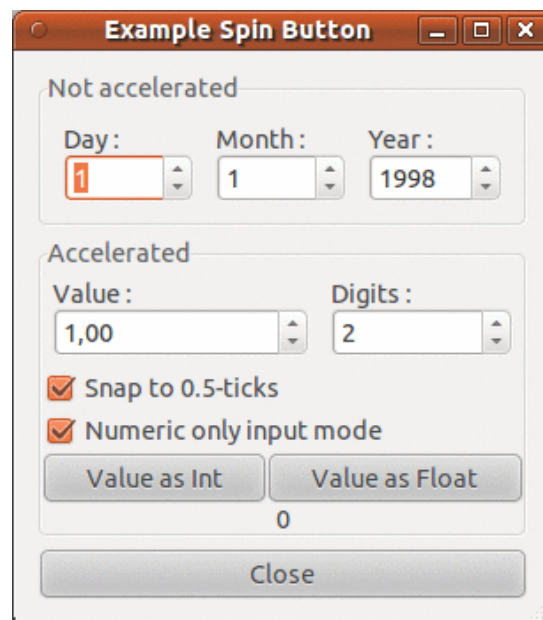 Example Spin Button
Not accelerated
Day : Month : Year :
1 1 1998
Accelerated
Value : Digits :
1,00 2
Snap to 0.5-ticks
Numeric only input mode
Value as Int Value as Float
0
Close